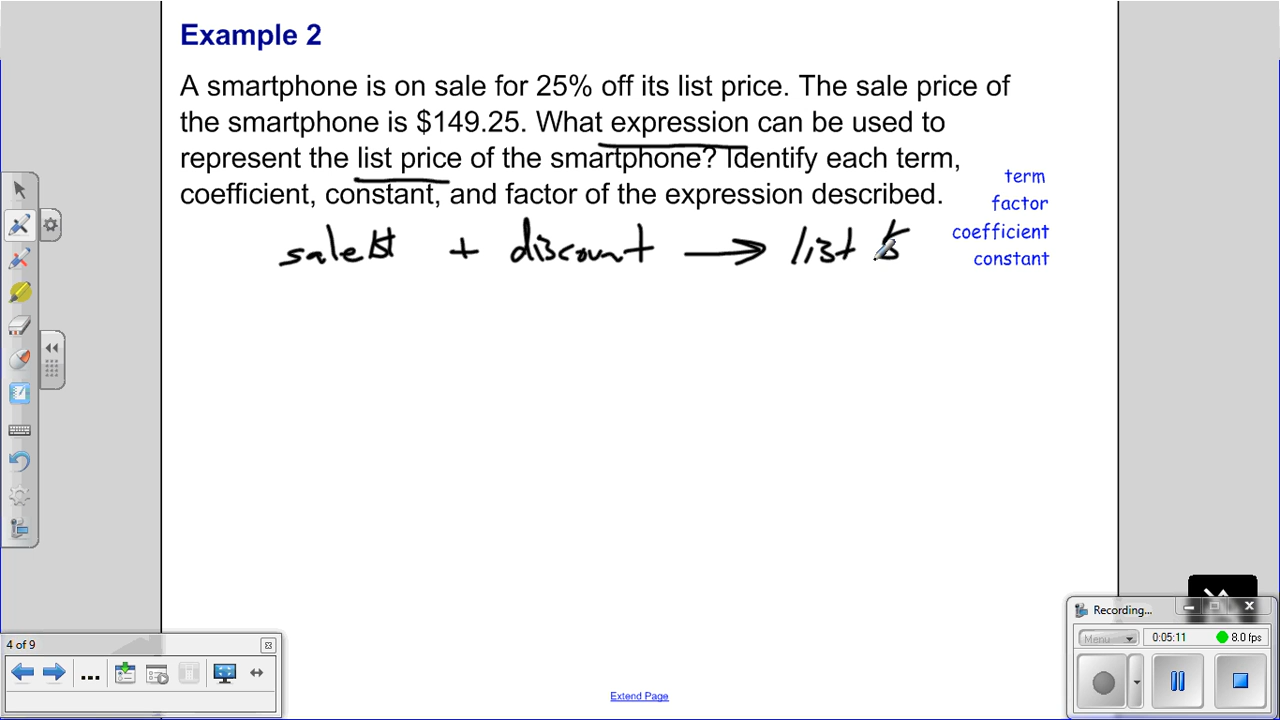 Example 2
A smartphone is on sale for 25% off its list price. The sale price of
the smartphone is $149.25. What expression can be used to
represent the list price of the smartphone? Identify each term,
coefficient, constant, and factor of the expression described.
term
factor
coefficient
constant
sale $ + discount → list $
Recording...
Menu
0:05:11
8.0 fps
4 of 9
Extend Page